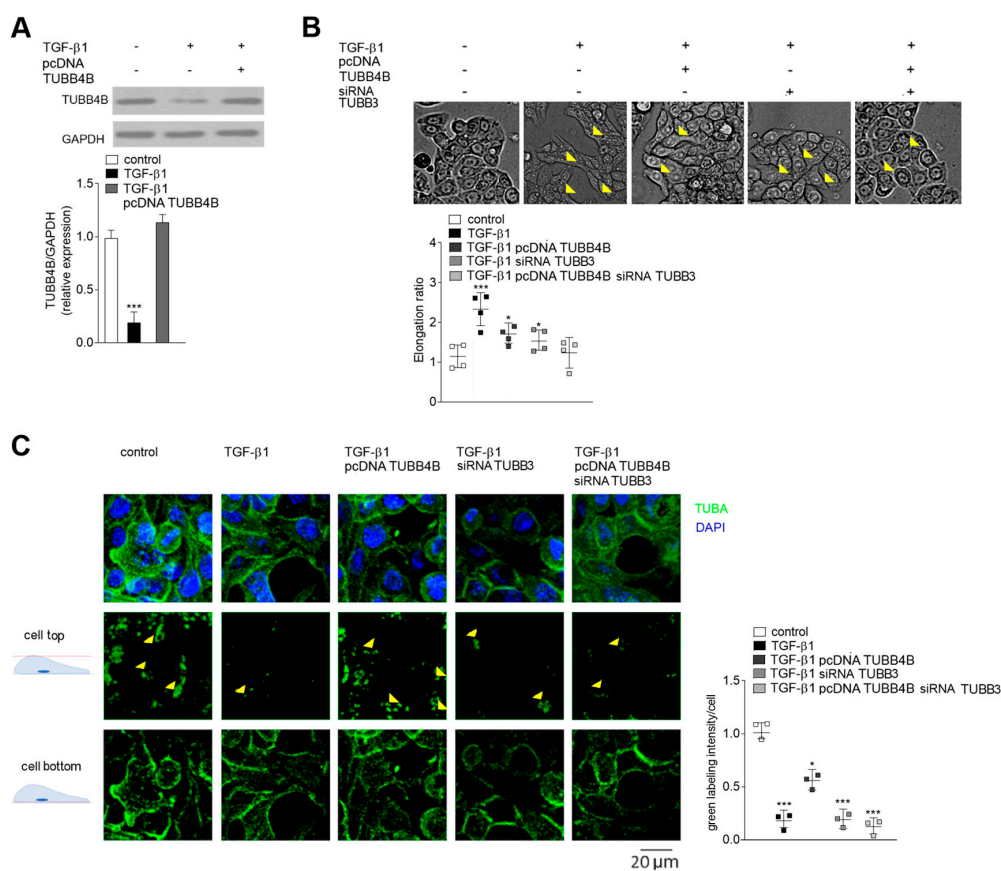 A
TGF-β1 - + +
pcDNA
TUBB4B - - +
TUBB4B
GAPDH
control
TGF-β1
TGF-β1
pcDNA TUBB4B
TUBB4B/GAPDH
(relative expression)
1.5
1.0
0.5
0.0
***
B
TGF-β1 - + + + +
pcDNA
TUBB4B - - + - +
siRNA
TUBB3 - - - + +
control
TGF-β1
TGF-β1 pcDNA TUBB4B
TGF-β1 siRNA TUBB3
TGF-β1 pcDNA TUBB4B siRNA TUBB3
Elongation ratio
4
3
2
1
0
***
*
*
C
control
TGF-β1
TGF-β1
pcDNA TUBB4B
TGF-β1
siRNA TUBB3
TGF-β1
pcDNA TUBB4B
siRNA TUBB3
TUBA
DAPI
cell top
cell bottom
20 µm
control
TGF-β1
TGF-β1 pcDNA TUBB4B
TGF-β1 siRNA TUBB3
TGF-β1 pcDNA TUBB4B siRNA TUBB3
green labeling intensity/cell
1.5
1.0
0.5
0.0
***
*
***
***